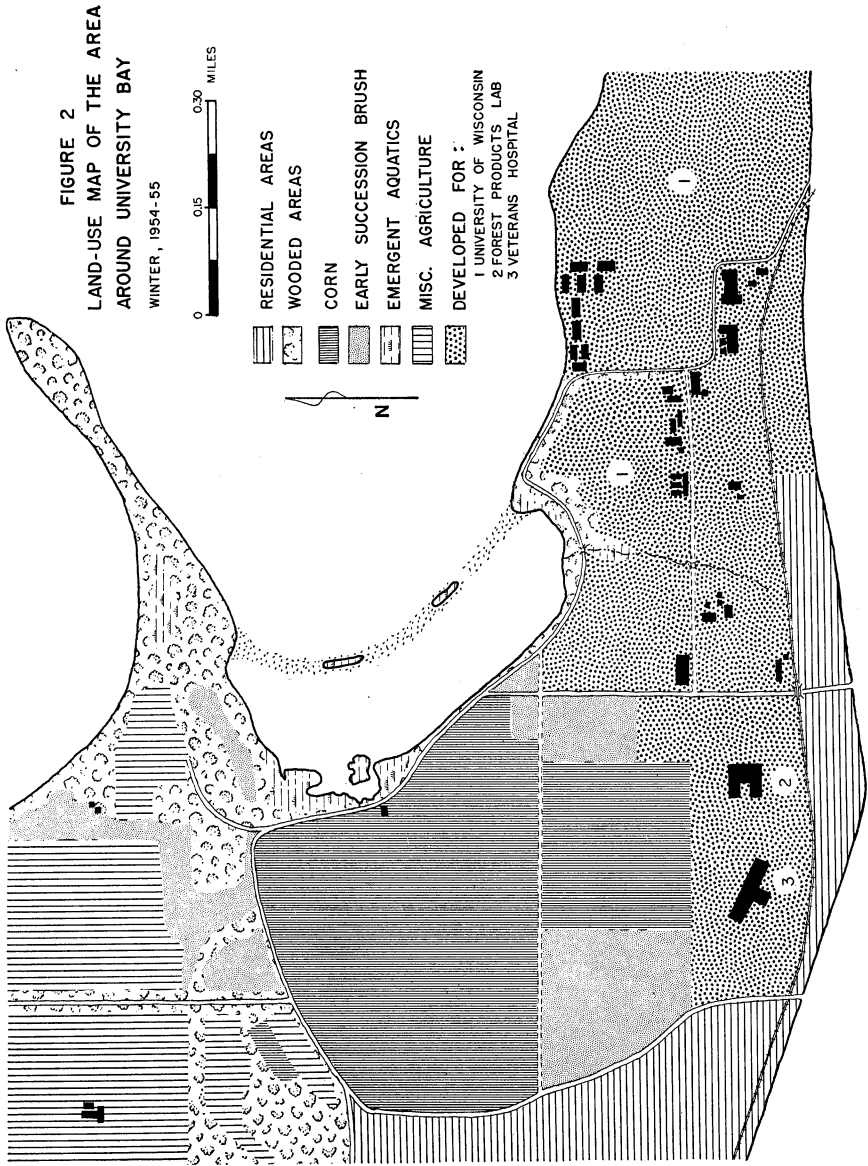 FIGURE 2
LAND-USE MAP OF THE AREA
AROUND UNIVERSITY BAY
WINTER, 1954-55
0 0.15 0.30 MILES
RESIDENTIAL AREAS
WOODED AREAS
CORN
EARLY SUCCESSION BRUSH
EMERGENT AQUATICS
MISC. AGRICULTURE
DEVELOPED FOR:
1 UNIVERSITY OF WISCONSIN
2 FOREST PRODUCTS LAB
3 VETERANS HOSPITAL
N
1
1
2
3